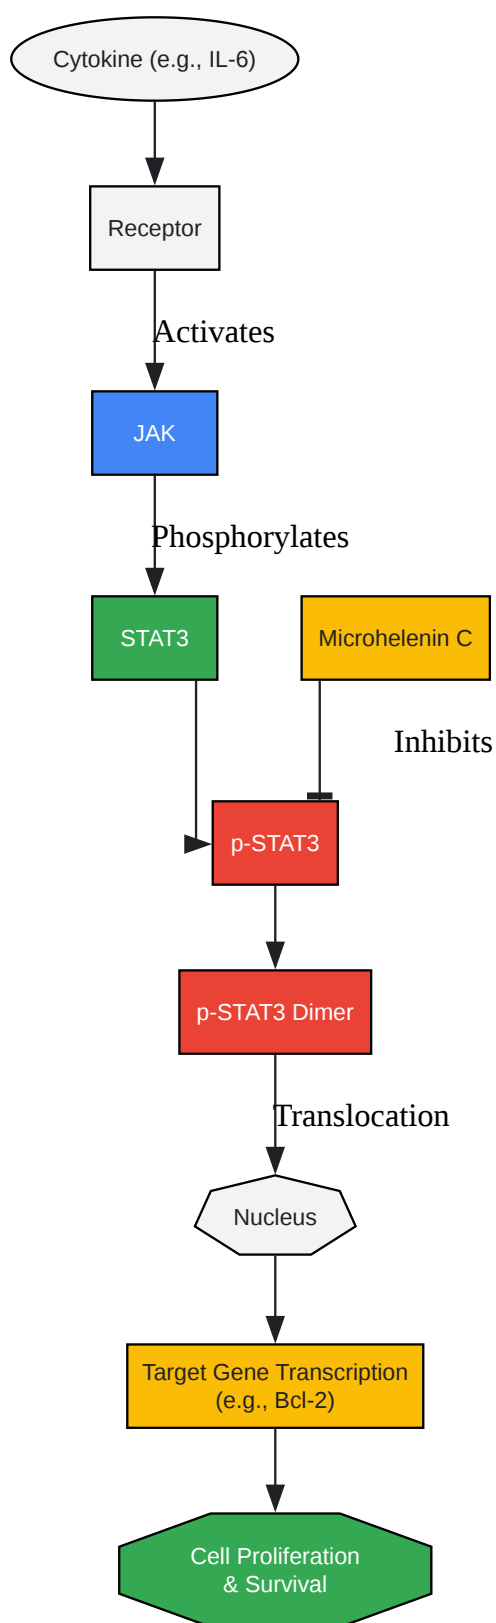 Cytokine (e.g., IL-6)
Receptor
Activates
JAK
Phosphorylates
STAT3
Microhelenin C
Inhibits
p-STAT3
p-STAT3 Dimer
Translocation
Nucleus
Target Gene Transcription
(e.g., Bcl-2)
Cell Proliferation
& Survival